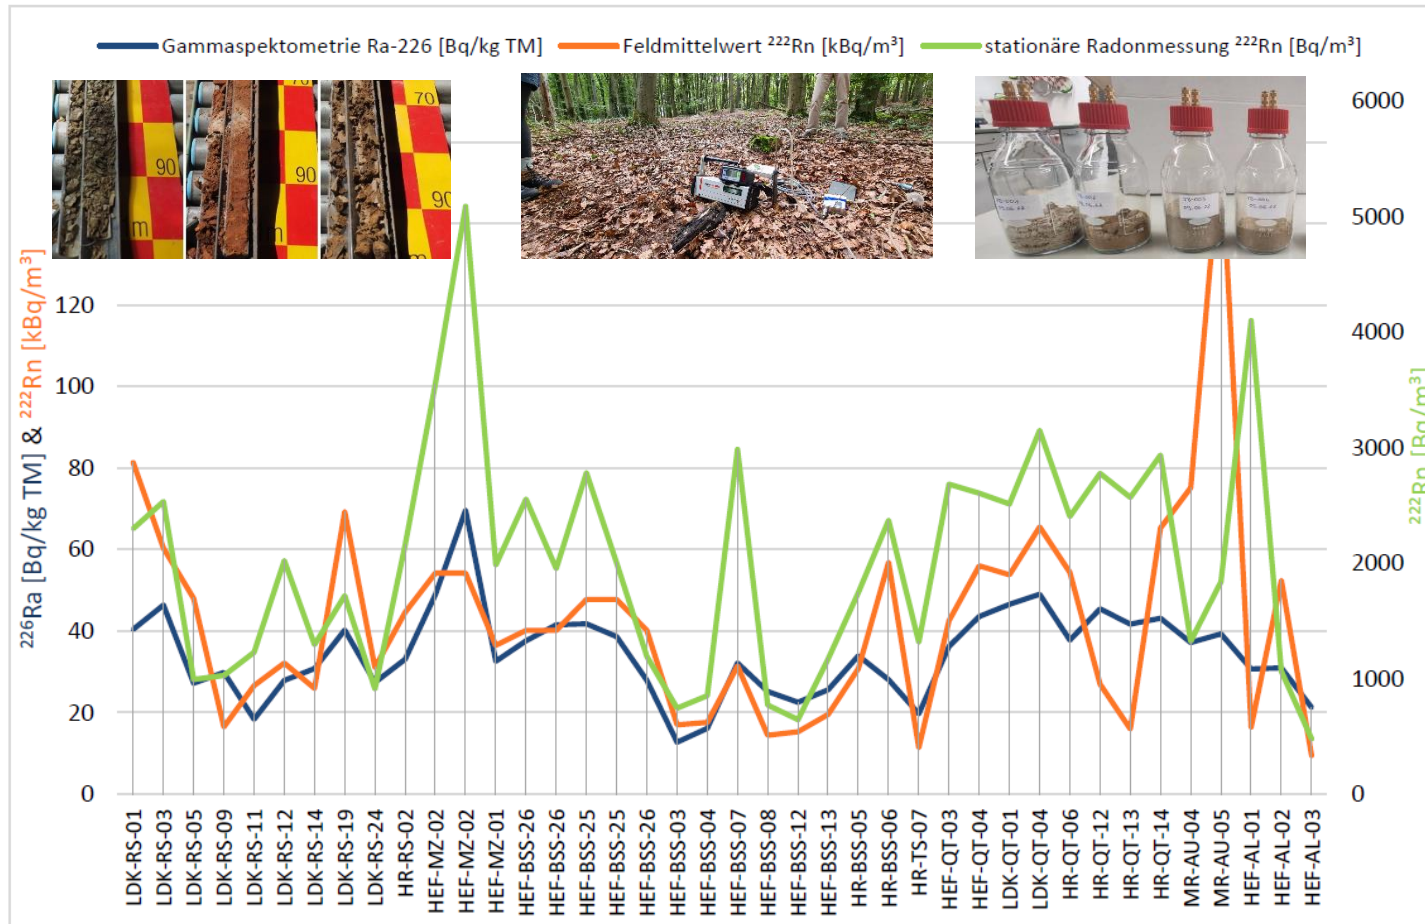 Gammaspektometrie Ra-226 [Bq/kg TM]
Feldmittelwert ²²²Rn [kBq/m³]
stationäre Radonmessung ²²²Rn [Bq/m³]
70
90
m
90
m
70
90
m
6000
5000
4000
3000
2000
1000
0
120
100
80
60
40
20
0
²²⁶Ra [Bq/kg TM] & ²²²Rn [kBq/m³]
²²²Rn [Bq/m³]
LDK-RS-01
LDK-RS-03
LDK-RS-05
LDK-RS-09
LDK-RS-11
LDK-RS-12
LDK-RS-14
LDK-RS-19
LDK-RS-24
HR-RS-02
HEF-MZ-02
HEF-MZ-02
HEF-MZ-01
HEF-BSS-26
HEF-BSS-26
HEF-BSS-25
HEF-BSS-25
HEF-BSS-26
HEF-BSS-03
HEF-BSS-04
HEF-BSS-07
HEF-BSS-08
HEF-BSS-12
HEF-BSS-13
HR-BSS-05
HR-BSS-06
HR-TS-07
HEF-QT-03
HEF-QT-04
LDK-QT-01
LDK-QT-04
HR-QT-06
HR-QT-12
HR-QT-13
HR-QT-14
MR-AU-04
MR-AU-05
HEF-AL-01
HEF-AL-02
HEF-AL-03